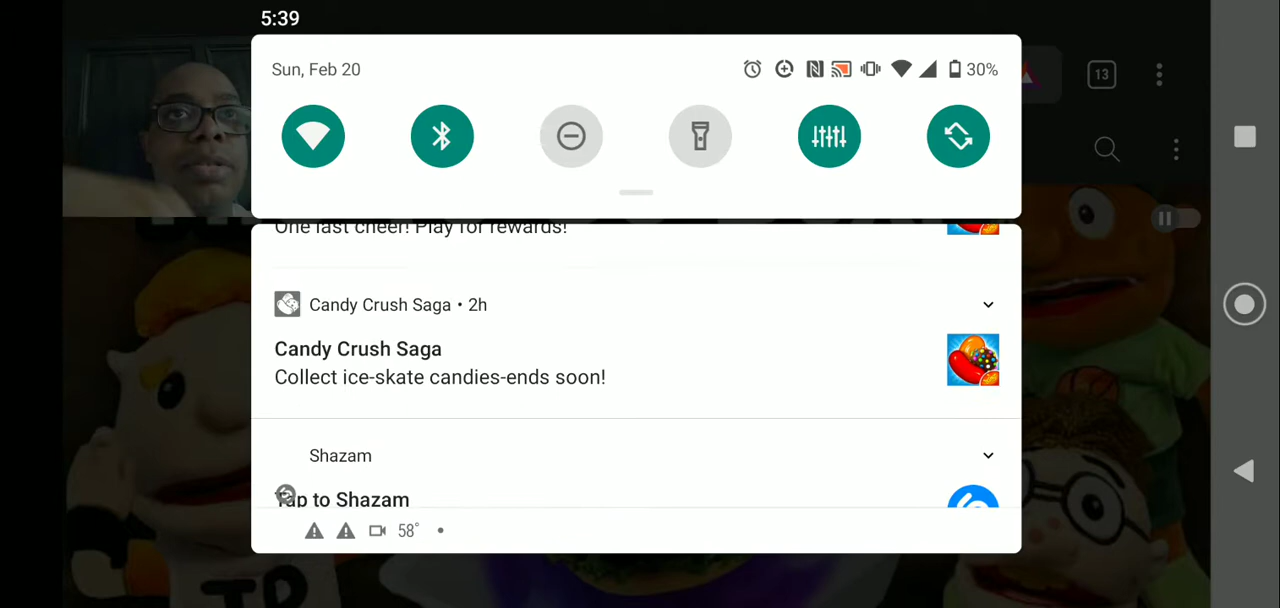 5:39
Sun, Feb 20
30%
13
One last cheer! Play for rewards!
Candy Crush Saga • 2h
Candy Crush Saga
Collect ice-skate candies-ends soon!
Shazam
Tap to Shazam
58°